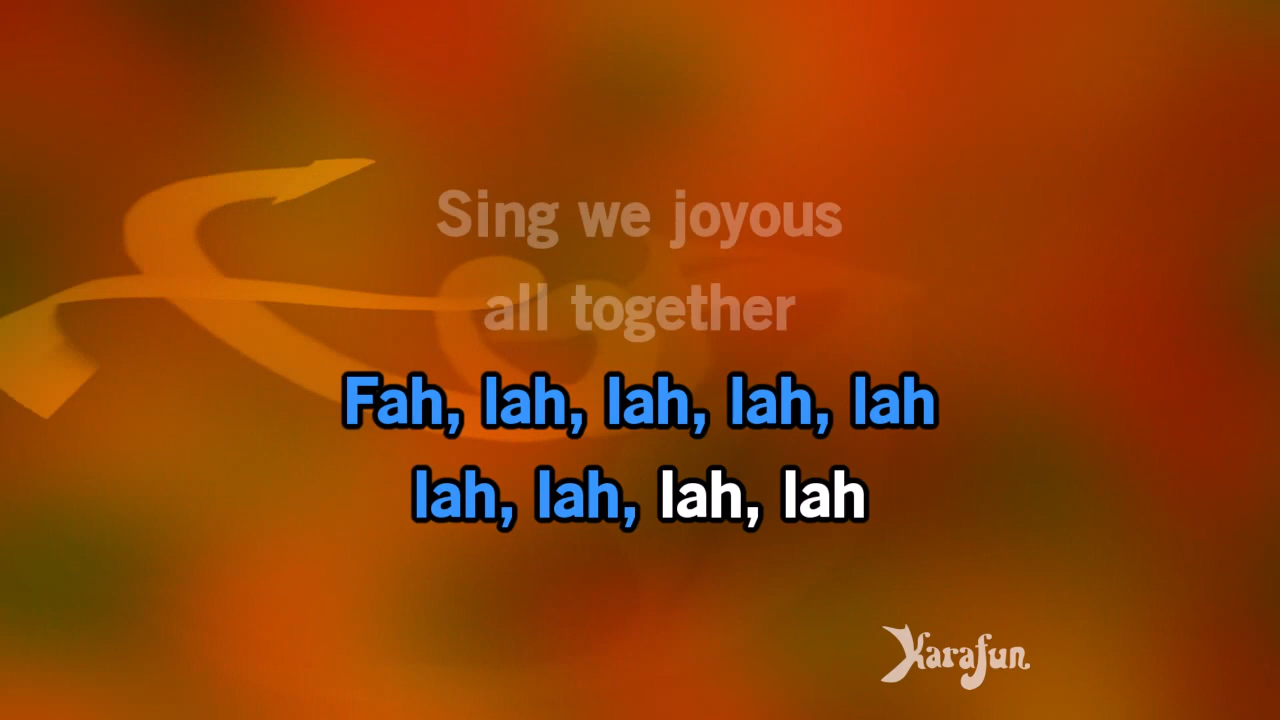 Sing we joyous
all together
Fah, lah, lah, lah, lah
lah, lah, lah, lah
Karafun